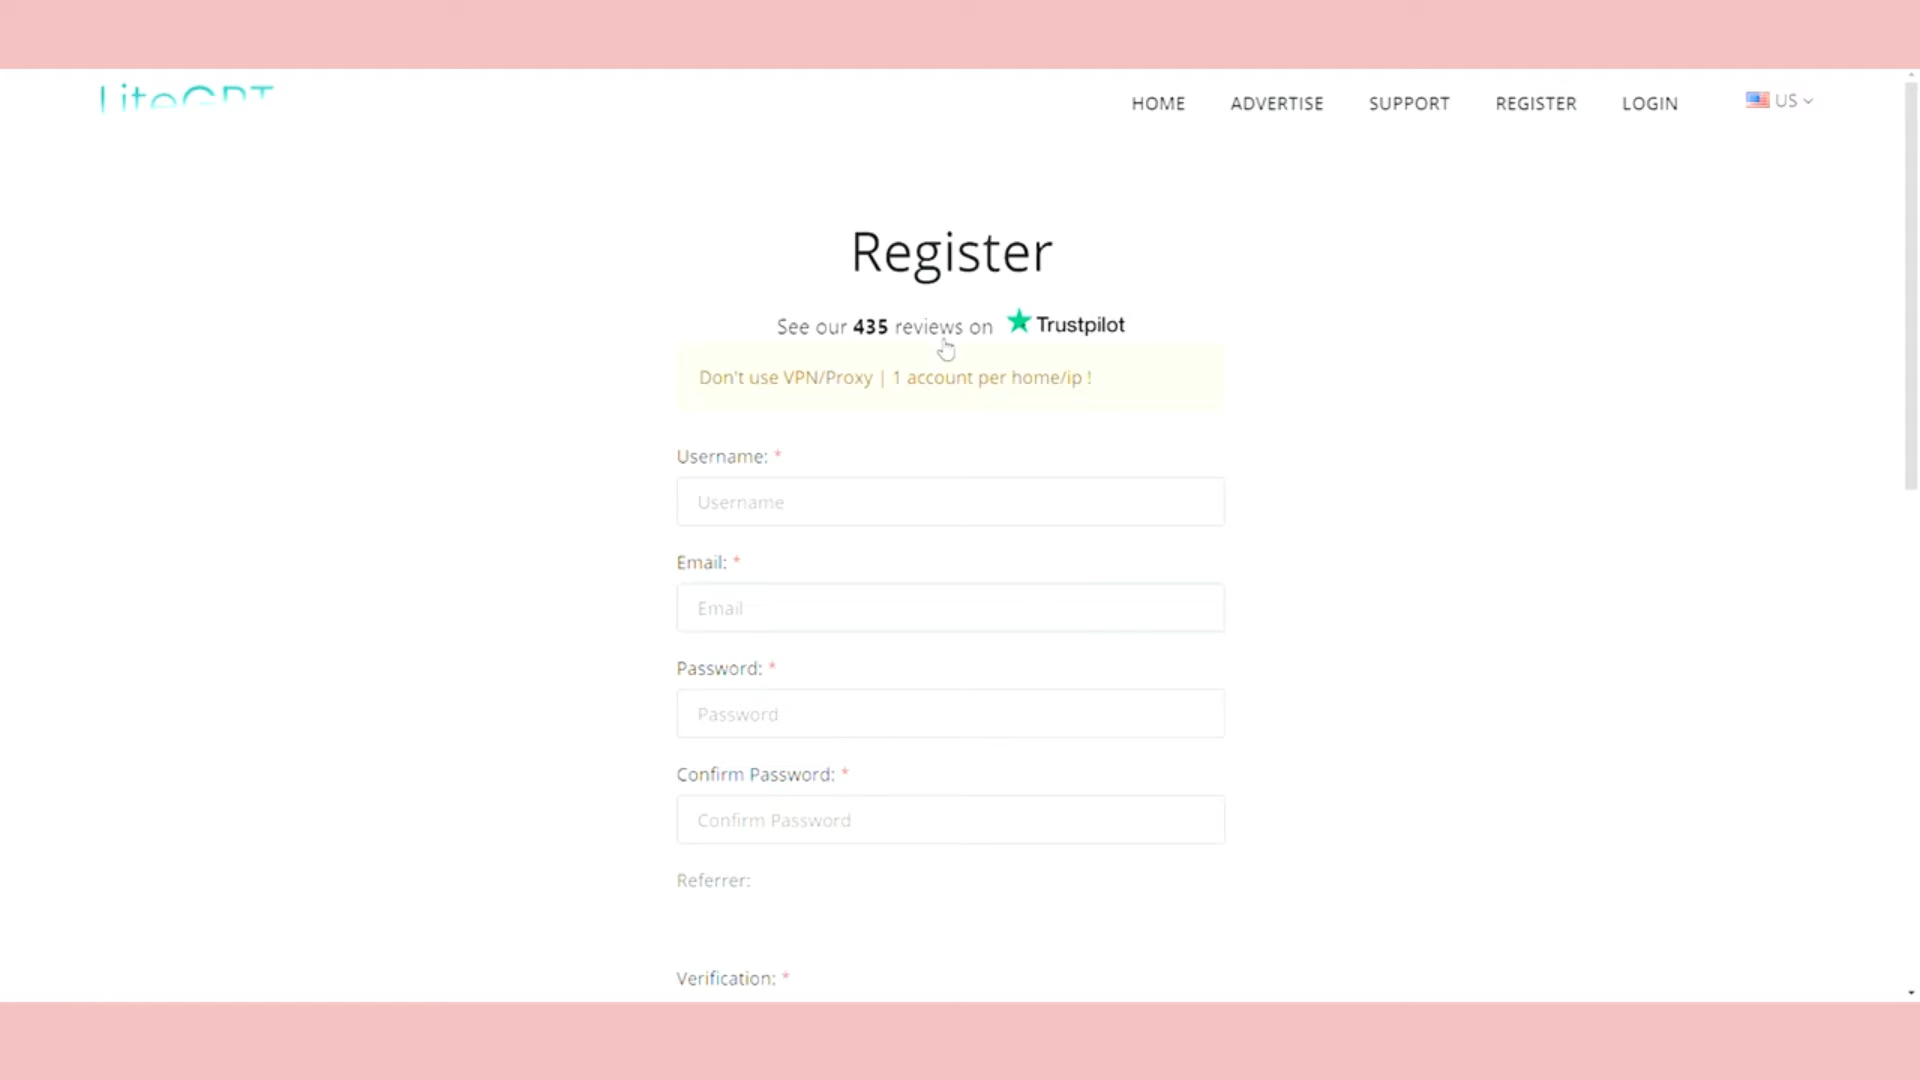 LiteGPT
HOME ADVERTISE SUPPORT REGISTER LOGIN US
Register
See our 435 reviews on Trustpilot
Don't use VPN/Proxy | 1 account per home/ip !
Username: *
Username
Email: *
Email
Password: *
Password
Confirm Password: *
Confirm Password
Referrer:
Verification: *